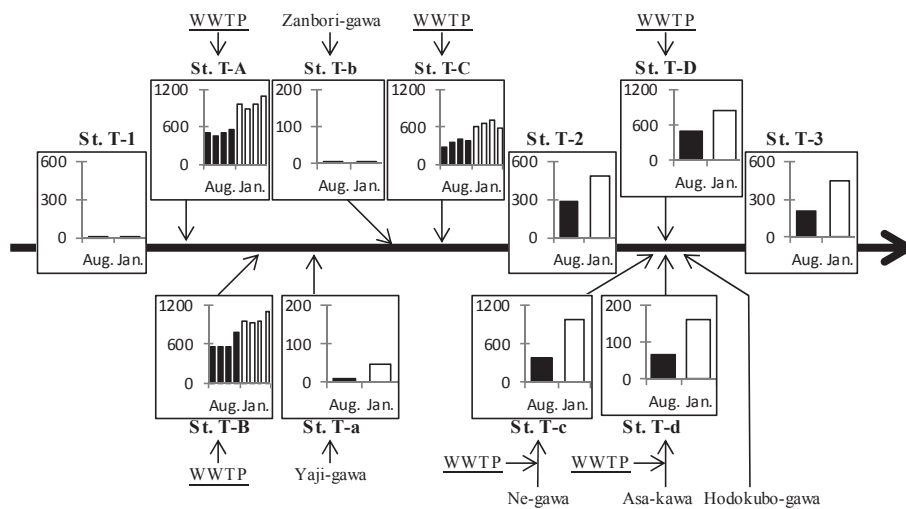 WWTP
Zanbori-gawa
WWTP
WWTP
St. T-A
St. T-b
St. T-C
St. T-D
1200
600
0
Aug. Jan.
200
100
0
Aug. Jan.
1200
600
0
Aug. Jan.
1200
600
0
Aug. Jan.
St. T-1
600
300
0
Aug. Jan.
St. T-2
600
300
0
Aug. Jan.
St. T-3
600
300
0
Aug. Jan.
1200
600
0
Aug. Jan.
200
100
0
Aug. Jan.
1200
600
0
Aug. Jan.
200
100
0
Aug. Jan.
St. T-B
St. T-a
St. T-c
St. T-d
WWTP
Yaji-gawa
WWTP
WWTP
Ne-gawa
Asa-kawa
Hodokubo-gawa